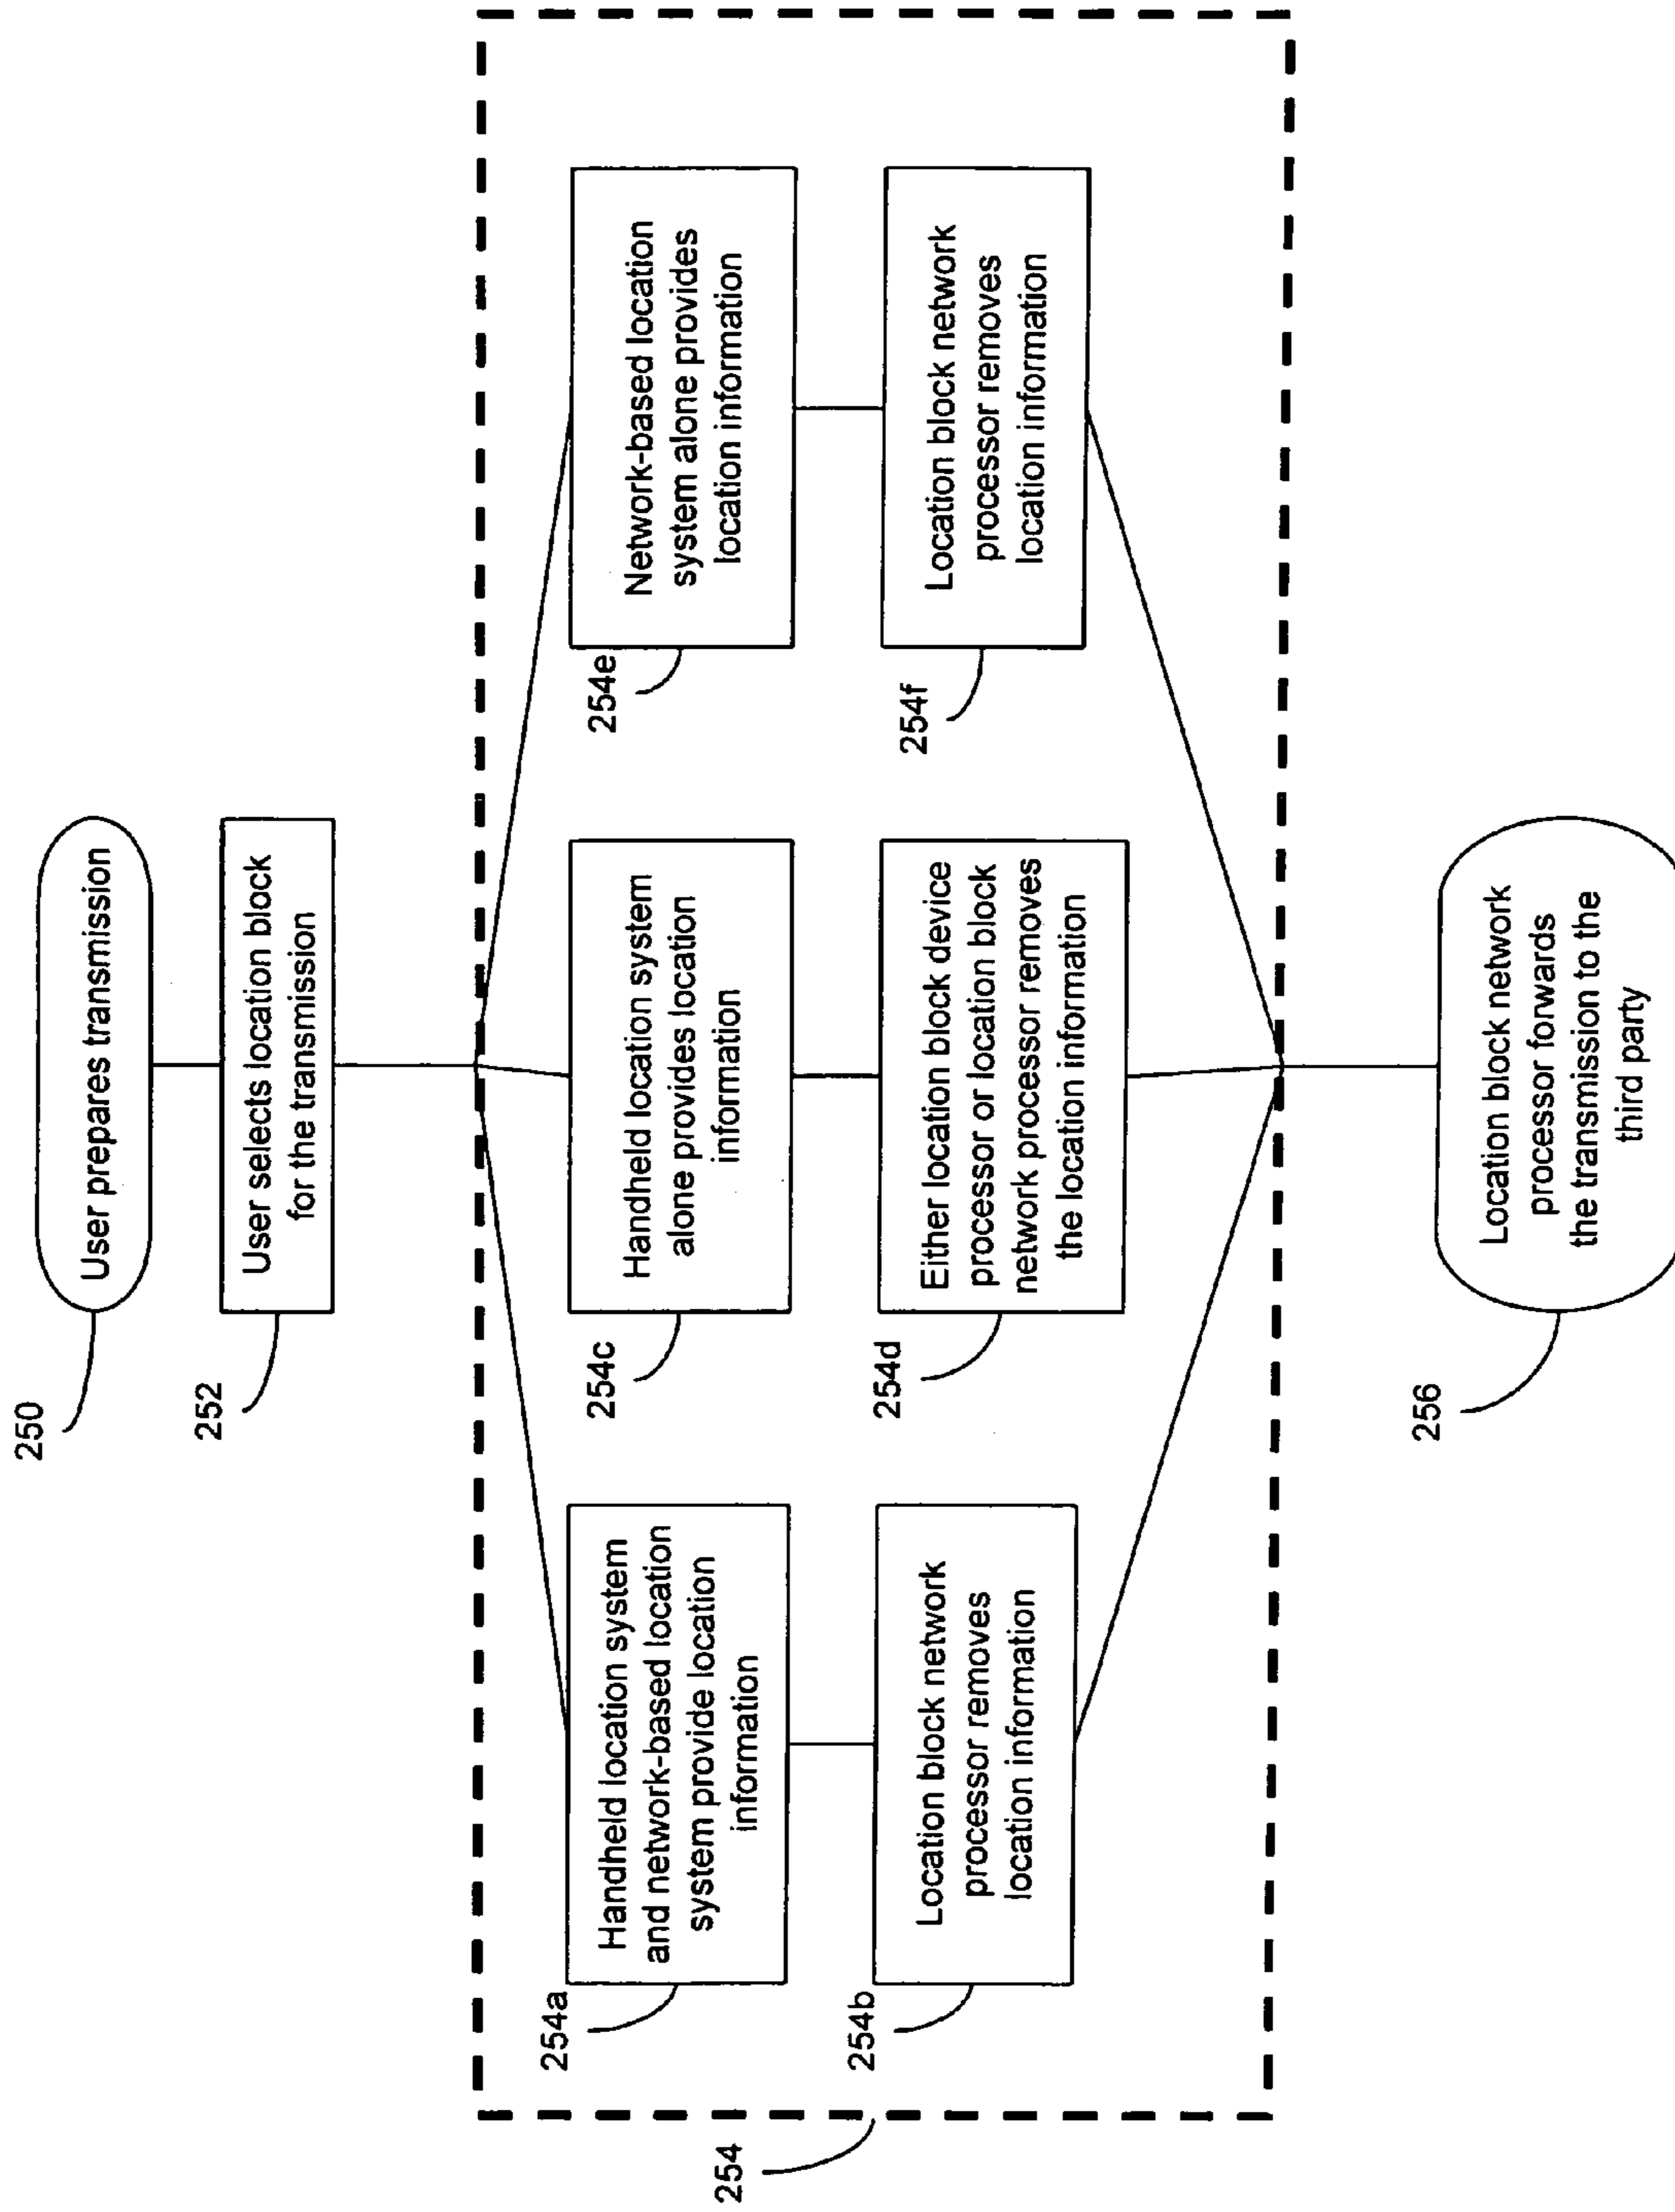 250
User prepares transmission
252
User selects location block
for the transmission
254
254a
Handheld location system
and network-based location
system provide location
information
254b
Location block network
processor removes
location information
254c
Handheld location system
alone provides location
information
254d
Either location block device
processor or location block
network processor removes
the location information
254e
Network-based location
system alone provides
location information
254f
Location block network
processor removes
location information
256
Location block network
processor forwards
the transmission to the
third party